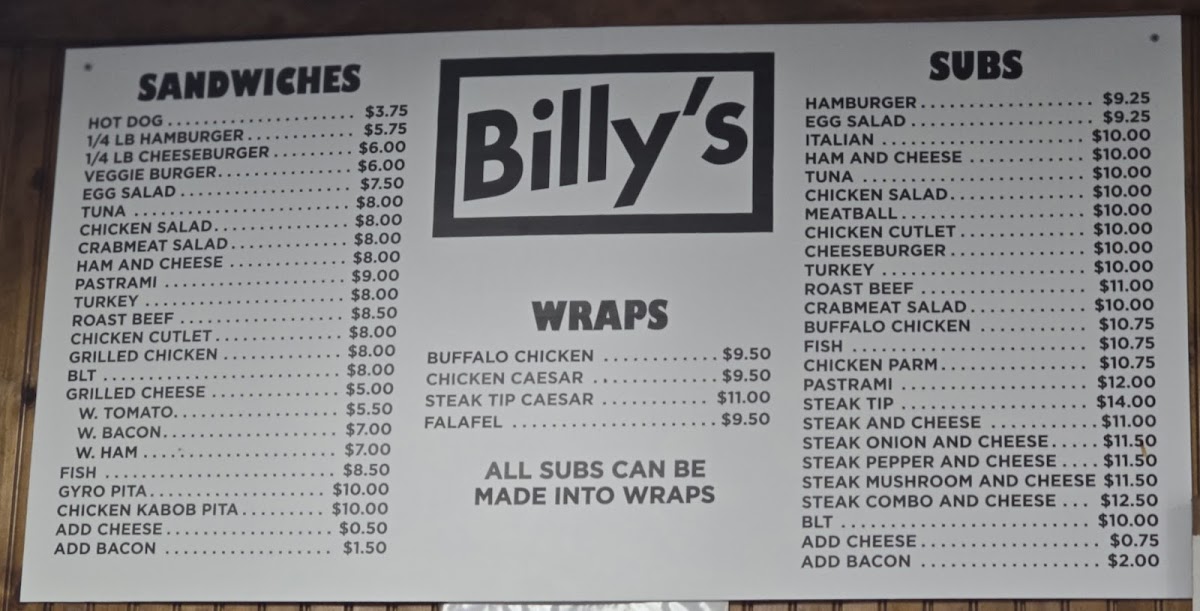 SANDWICHES
HOT DOG .................... $3.75
1/4 LB HAMBURGER ............ $5.75
1/4 LB CHEESEBURGER ......... $6.00
VEGGIE BURGER ............... $6.00
EGG SALAD ................... $7.50
TUNA ........................ $8.00
CHICKEN SALAD ............... $8.00
CRABMEAT SALAD .............. $8.00
HAM AND CHEESE .............. $8.00
PASTRAMI .................... $9.00
TURKEY ...................... $8.00
ROAST BEEF .................. $8.50
CHICKEN CUTLET .............. $8.00
GRILLED CHICKEN ............. $8.00
BLT ......................... $8.00
GRILLED CHEESE .............. $5.00
W. TOMATO ................... $5.50
W. BACON .................... $7.00
W. HAM ...................... $7.00
FISH ........................ $8.50
GYRO PITA ................... $10.00
CHICKEN KABOB PITA .......... $10.00
ADD CHEESE .................. $0.50
ADD BACON ................... $1.50
Billy's
WRAPS
BUFFALO CHICKEN ............. $9.50
CHICKEN CAESAR .............. $9.50
STEAK TIP CAESAR ............ $11.00
FALAFEL ..................... $9.50
ALL SUBS CAN BE
MADE INTO WRAPS
SUBS
HAMBURGER ................... $9.25
EGG SALAD ................... $9.25
ITALIAN ..................... $10.00
HAM AND CHEESE .............. $10.00
TUNA ........................ $10.00
CHICKEN SALAD ............... $10.00
MEATBALL .................... $10.00
CHICKEN CUTLET .............. $10.00
CHEESEBURGER ................ $10.00
TURKEY ...................... $10.00
ROAST BEEF .................. $11.00
CRABMEAT SALAD .............. $10.00
BUFFALO CHICKEN ............. $10.75
FISH ........................ $10.75
CHICKEN PARM ................ $10.75
PASTRAMI .................... $12.00
STEAK TIP ................... $14.00
STEAK AND CHEESE ............ $11.00
STEAK ONION AND CHEESE ..... $11.50
STEAK PEPPER AND CHEESE .... $11.50
STEAK MUSHROOM AND CHEESE $11.50
STEAK COMBO AND CHEESE ... $12.50
BLT ......................... $10.00
ADD CHEESE .................. $0.75
ADD BACON ................... $2.00